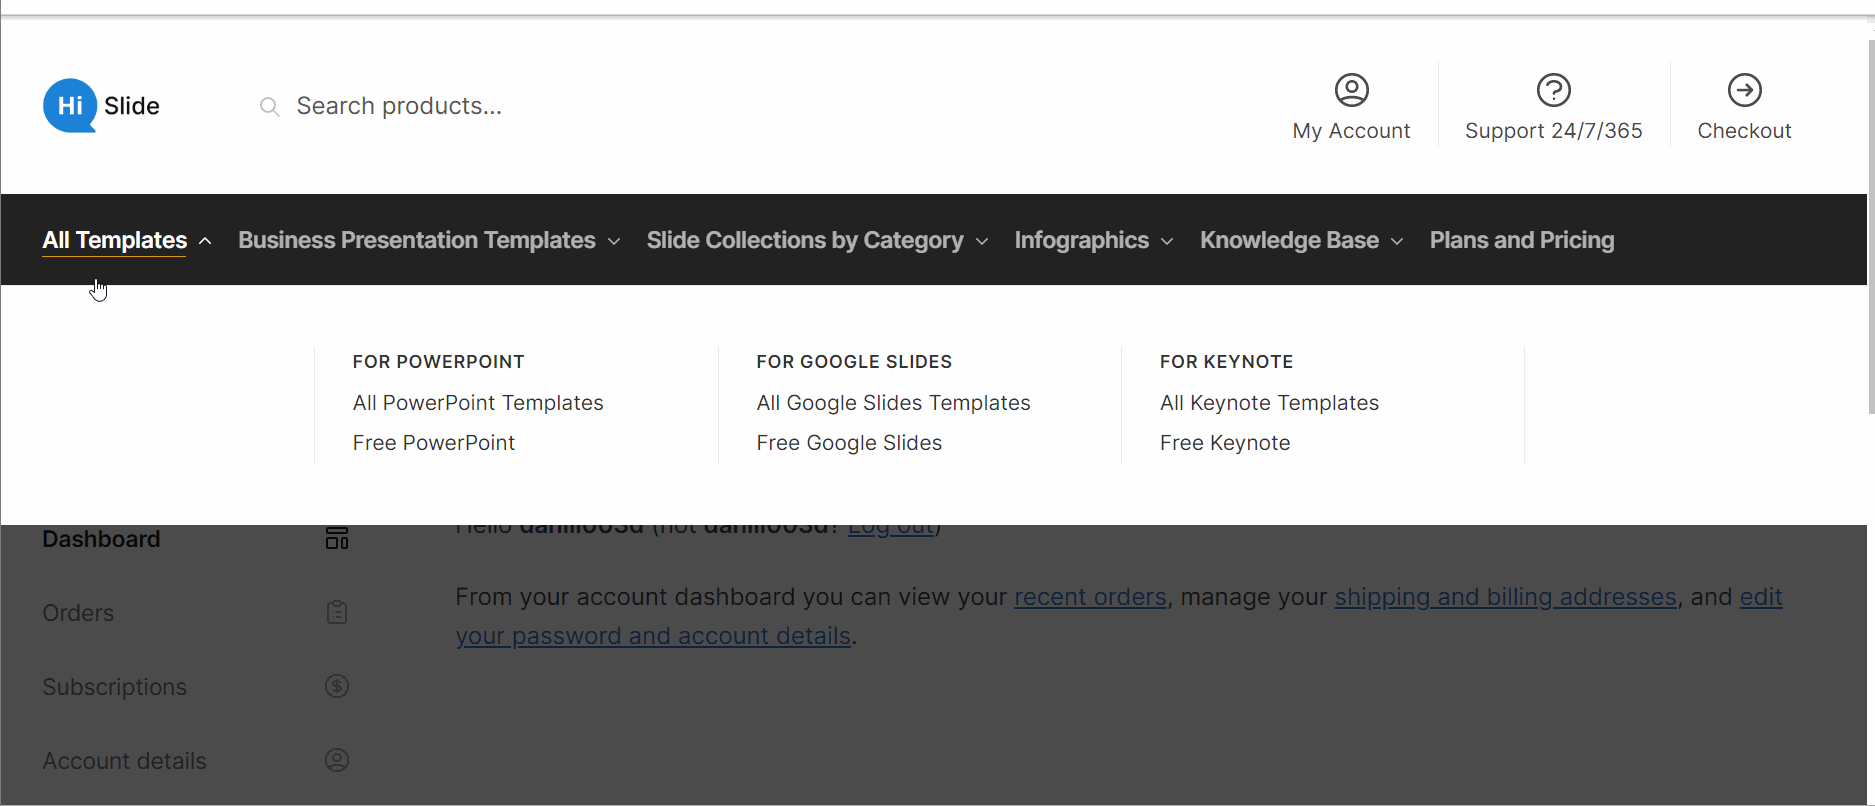 Hi Slide
Search products...
My Account
Support 24/7/365
Checkout
All Templates
Business Presentation Templates
Slide Collections by Category
Infographics
Knowledge Base
Plans and Pricing
FOR POWERPOINT
All PowerPoint Templates
Free PowerPoint
FOR GOOGLE SLIDES
All Google Slides Templates
Free Google Slides
FOR KEYNOTE
All Keynote Templates
Free Keynote
Dashboard
Orders
Subscriptions
Account details
Hello (not ? Log out)
From your account dashboard you can view your recent orders, manage your shipping and billing addresses, and edit
your password and account details.